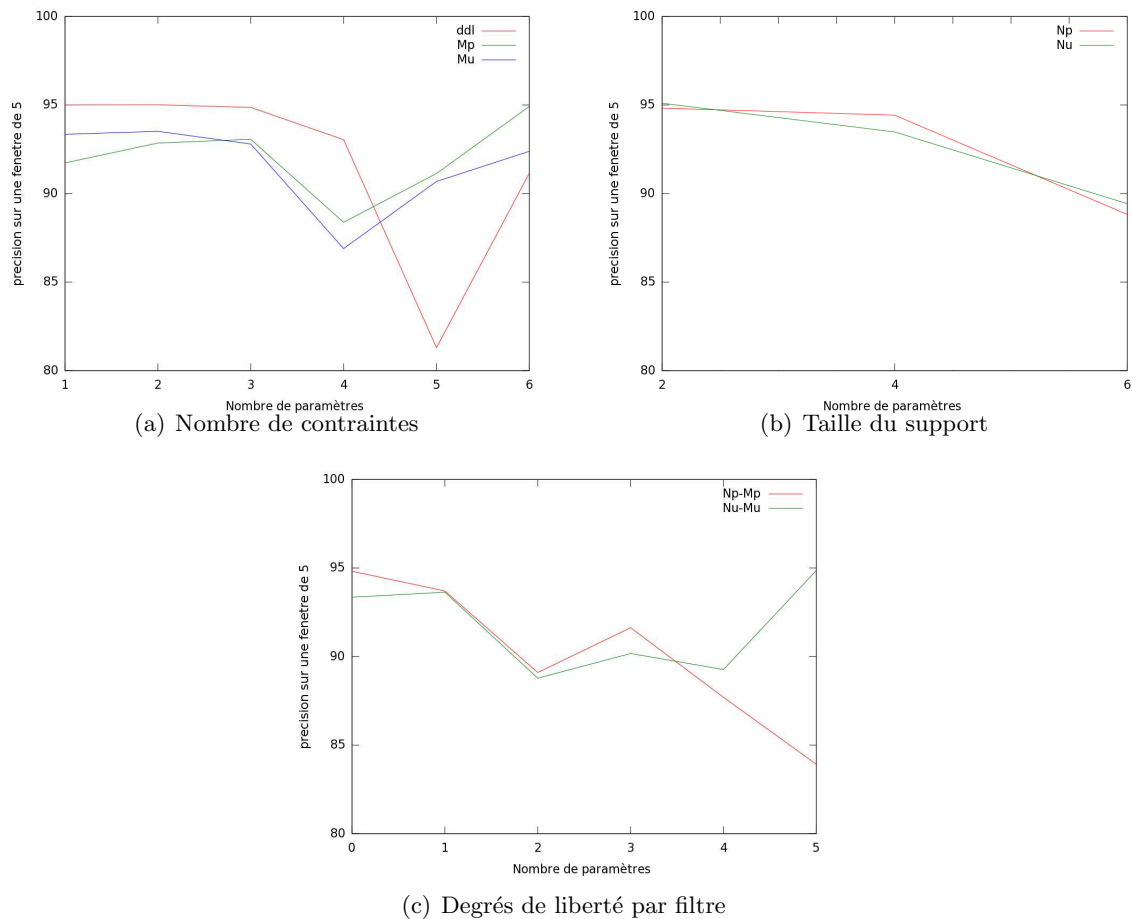 100
95
90
85
80
precision sur une fenetre de 5
ddl
Mp
Mu
1 2 3 4 5 6
Nombre de paramètres
(a) Nombre de contraintes
100
95
90
85
80
precision sur une fenetre de 5
Np
Nu
2 4 6
Nombre de paramètres
(b) Taille du support
100
95
90
85
80
precision sur une fenetre de 5
Np-Mp
Nu-Mu
0 1 2 3 4 5
Nombre de paramètres
(c) Degrés de liberté par filtre